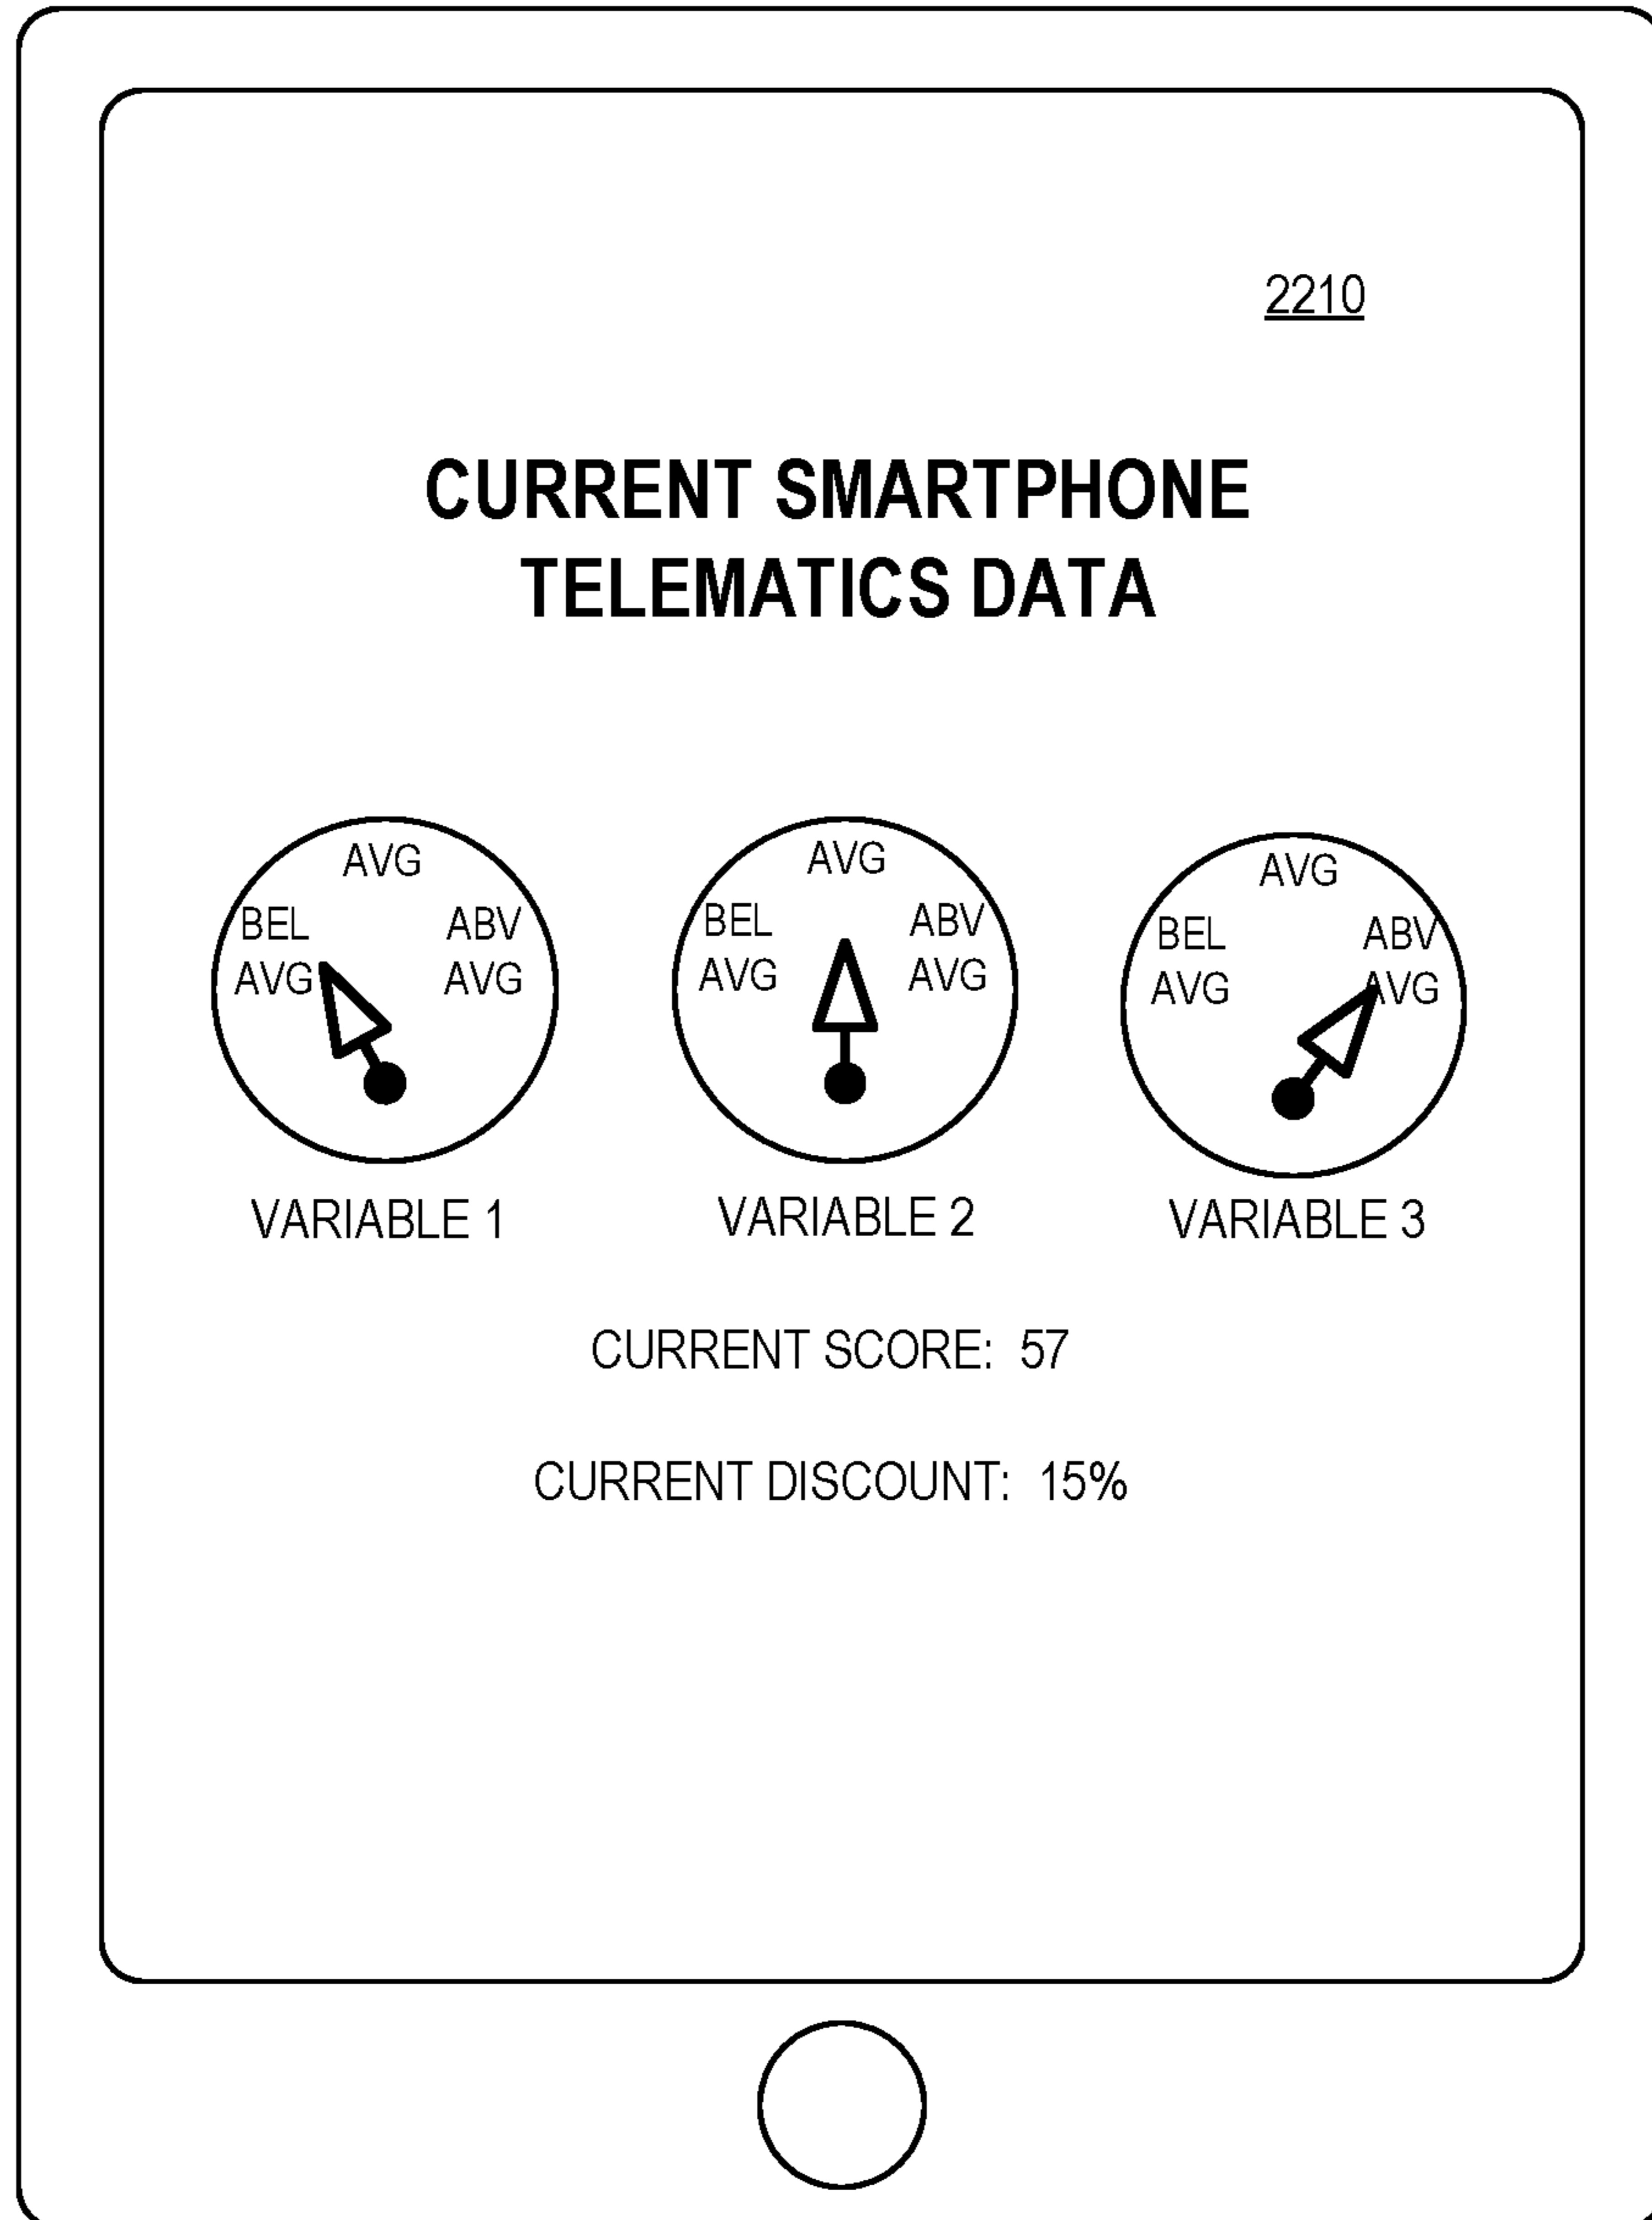 2210
CURRENT SMARTPHONE
TELEMATICS DATA
AVG
BEL
AVG
ABV
AVG
VARIABLE 1
AVG
BEL
AVG
ABV
AVG
VARIABLE 2
AVG
BEL
AVG
ABV
AVG
VARIABLE 3
CURRENT SCORE: 57
CURRENT DISCOUNT: 15%